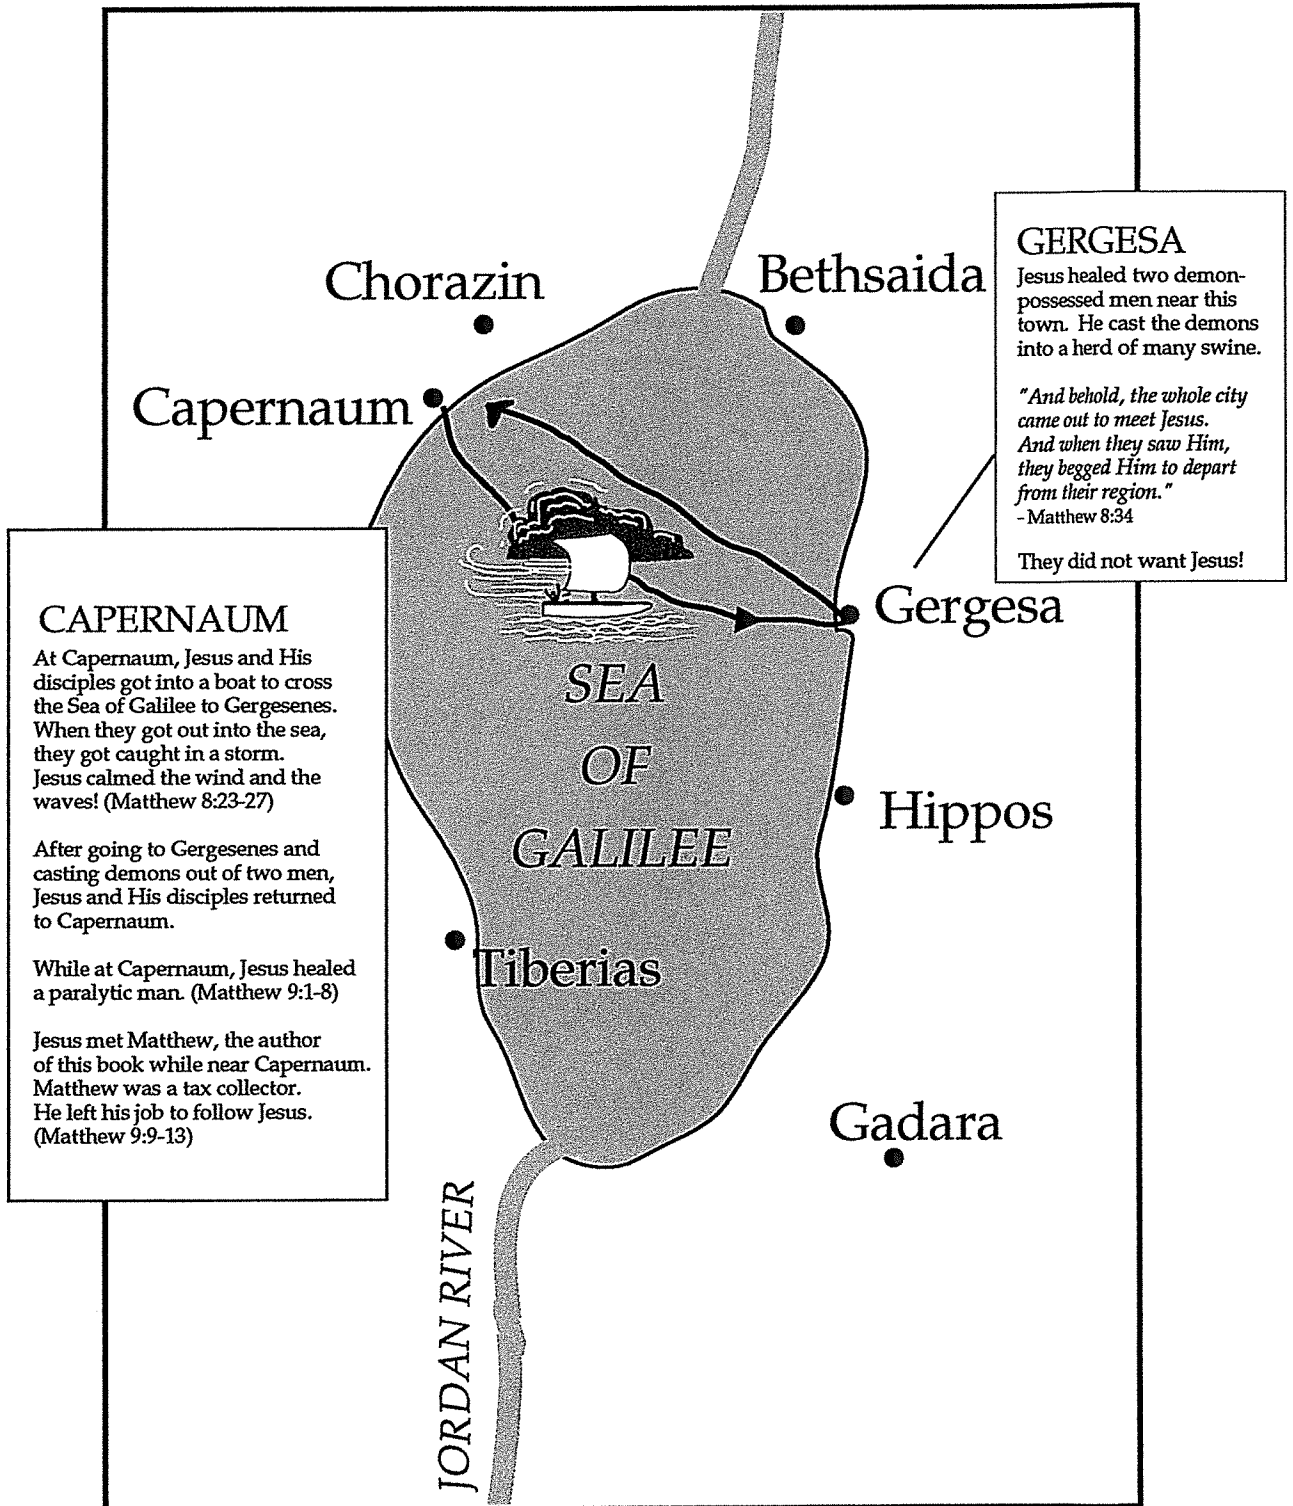 Chorazin
Bethsaida
Capernaum
GERGESA
Jesus healed two demon-
possessed men near this
town. He cast the demons
into a herd of many swine.
"And behold, the whole city
came out to meet Jesus.
And when they saw Him,
they begged Him to depart
from their region."
- Matthew 8:34
They did not want Jesus!
Gergesa
CAPERNAUM
At Capernaum, Jesus and His
disciples got into a boat to cross
the Sea of Galilee to Gergesenes.
When they got out into the sea,
they got caught in a storm.
Jesus calmed the wind and the
waves! (Matthew 8:23-27)
After going to Gergesenes and
casting demons out of two men,
Jesus and His disciples returned
to Capernaum.
While at Capernaum, Jesus healed
a paralytic man. (Matthew 9:1-8)
Jesus met Matthew, the author
of this book while near Capernaum.
Matthew was a tax collector.
He left his job to follow Jesus.
(Matthew 9:9-13)
SEA
OF
GALILEE
Hippos
Tiberias
Gadara
JORDAN RIVER